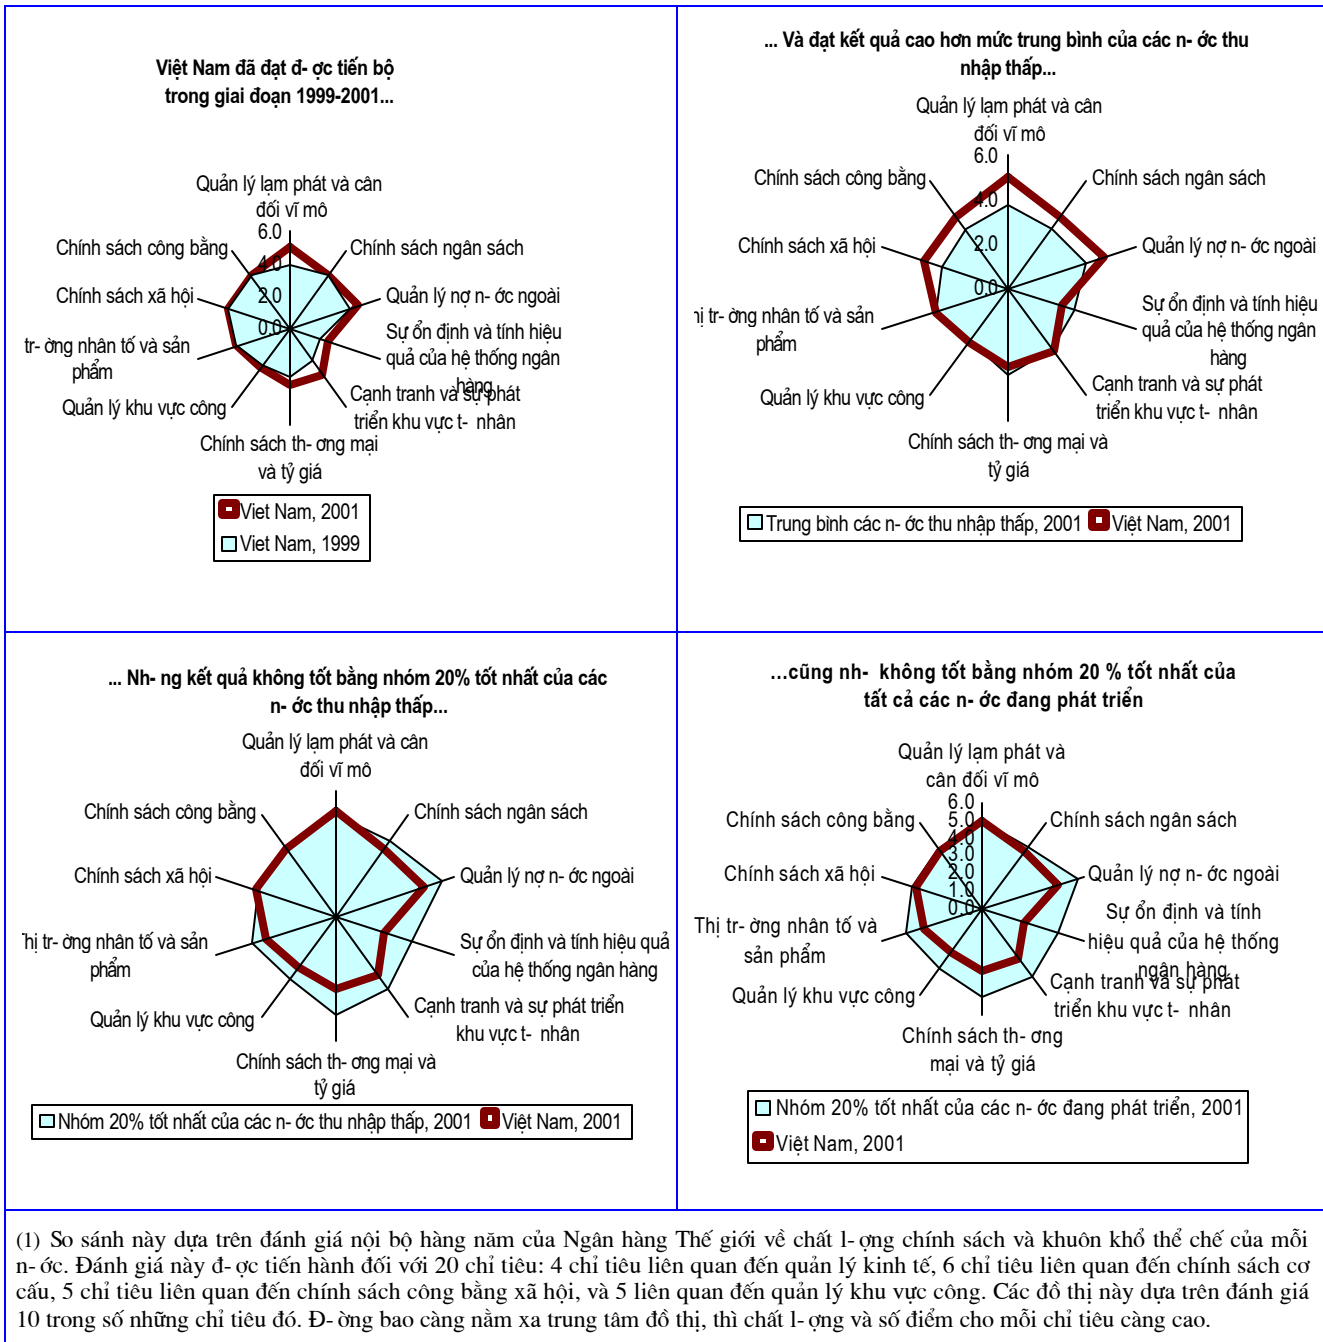 Việt Nam đã đạt đ- ợc tiến bộ
trong giai đoạn 1999-2001...
Quản lý lạm phát và cân
đối vĩ mô
6.0
Chính sách công bằng
Chính sách ngân sách
4.0
Chính sách xã hội
2.0
Quản lý nợ n- ớc ngoài
0.0
Sự ổn định và tính hiệu
quả của hệ thống ngân
hàng
tr- ờng nhân tố và sản
phẩm
Cạnh tranh và sự phát
triển khu vực t- nhân
Quản lý khu vực công
Chính sách th- ơng mại
và tỷ giá
Viet Nam, 2001
Viet Nam, 1999
... Và đạt kết quả cao hơn mức trung bình của các n- ớc thu
nhập thấp...
Quản lý lạm phát và cân
đối vĩ mô
6.0
Chính sách công bằng
Chính sách ngân sách
4.0
Chính sách xã hội
2.0
Quản lý nợ n- ớc ngoài
0.0
Sự ổn định và tính hiệu
quả của hệ thống ngân
hàng
ị tr- ờng nhân tố và sản
phẩm
Cạnh tranh và sự phát
triển khu vực t- nhân
Quản lý khu vực công
Chính sách th- ơng mại và
tỷ giá
Trung bình các n- ớc thu nhập thấp, 2001 Việt Nam, 2001
... Nh- ng kết quả không tốt bằng nhóm 20% tốt nhất của các
n- ớc thu nhập thấp...
Quản lý lạm phát và cân
đối vĩ mô
Chính sách công bằng
Chính sách ngân sách
Chính sách xã hội
Quản lý nợ n- ớc ngoài
hị tr- ờng nhân tố và sản
phẩm
Sự ổn định và tính hiệu quả
của hệ thống ngân hàng
Quản lý khu vực công
Cạnh tranh và sự phát triển
khu vực t- nhân
Chính sách th- ơng mại và
tỷ giá
Nhóm 20% tốt nhất của các n- ớc thu nhập thấp, 2001 Việt Nam, 2001
...cũng nh- không tốt bằng nhóm 20 % tốt nhất của
tất cả các n- ớc đang phát triển
Quản lý lạm phát và
cân đối vĩ mô
6.0
5.0
4.0
3.0
2.0
1.0
0.0
Chính sách công bằng
Chính sách ngân sách
Chính sách xã hội
Quản lý nợ n- ớc ngoài
Thị tr- ờng nhân tố và
sản phẩm
Sự ổn định và tính
hiệu quả của hệ thống
ngân hàng
Quản lý khu vực công
Cạnh tranh và sự phát
triển khu vực t- nhân
Chính sách th- ơng
mại và tỷ giá
Nhóm 20% tốt nhất của các n- ớc đang phát triển, 2001
Việt Nam, 2001
(1) So sánh này dựa trên đánh giá nội bộ hàng năm của Ngân hàng Thế giới về chất l- ợng chính sách và khuôn khổ thể chế của mỗi
n- ớc. Đánh giá này đ- ợc tiến hành đối với 20 chỉ tiêu: 4 chỉ tiêu liên quan đến quản lý kinh tế, 6 chỉ tiêu liên quan đến chính sách cơ
cấu, 5 chỉ tiêu liên quan đến chính sách công bằng xã hội, và 5 liên quan đến quản lý khu vực công. Các đồ thị này dựa trên đánh giá
10 trong số những chỉ tiêu đó. Đ- ờng bao càng nằm xa trung tâm đồ thị, thì chất l- ợng và số điểm cho mỗi chỉ tiêu càng cao.